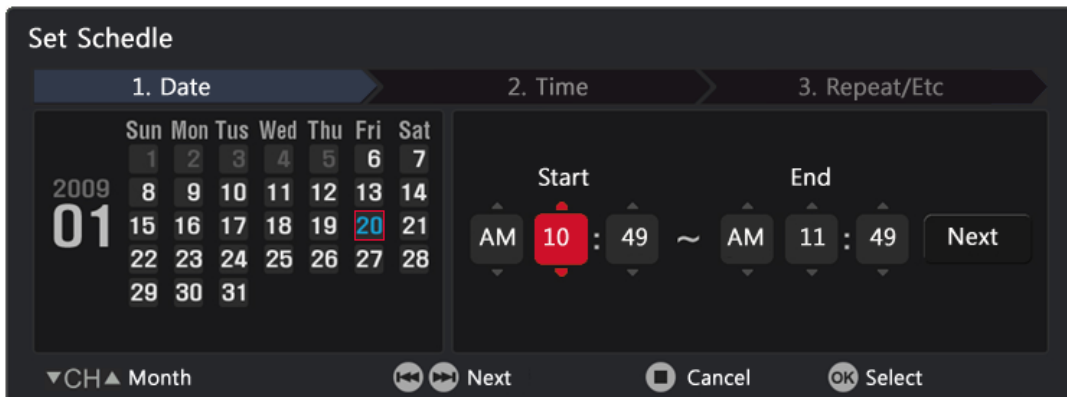 Set Schedle
1. Date 2. Time 3. Repeat/Etc
Sun Mon Tus Wed Thu Fri Sat
1 2 3 4 5 6 7
2009
01
8 9 10 11 12 13 14
15 16 17 18 19 20 21
22 23 24 25 26 27 28
29 30 31
Start End
AM 10 : 49 ~ AM 11 : 49 Next
▼CH▲ Month ⏮ ⏭ Next Cancel OK Select